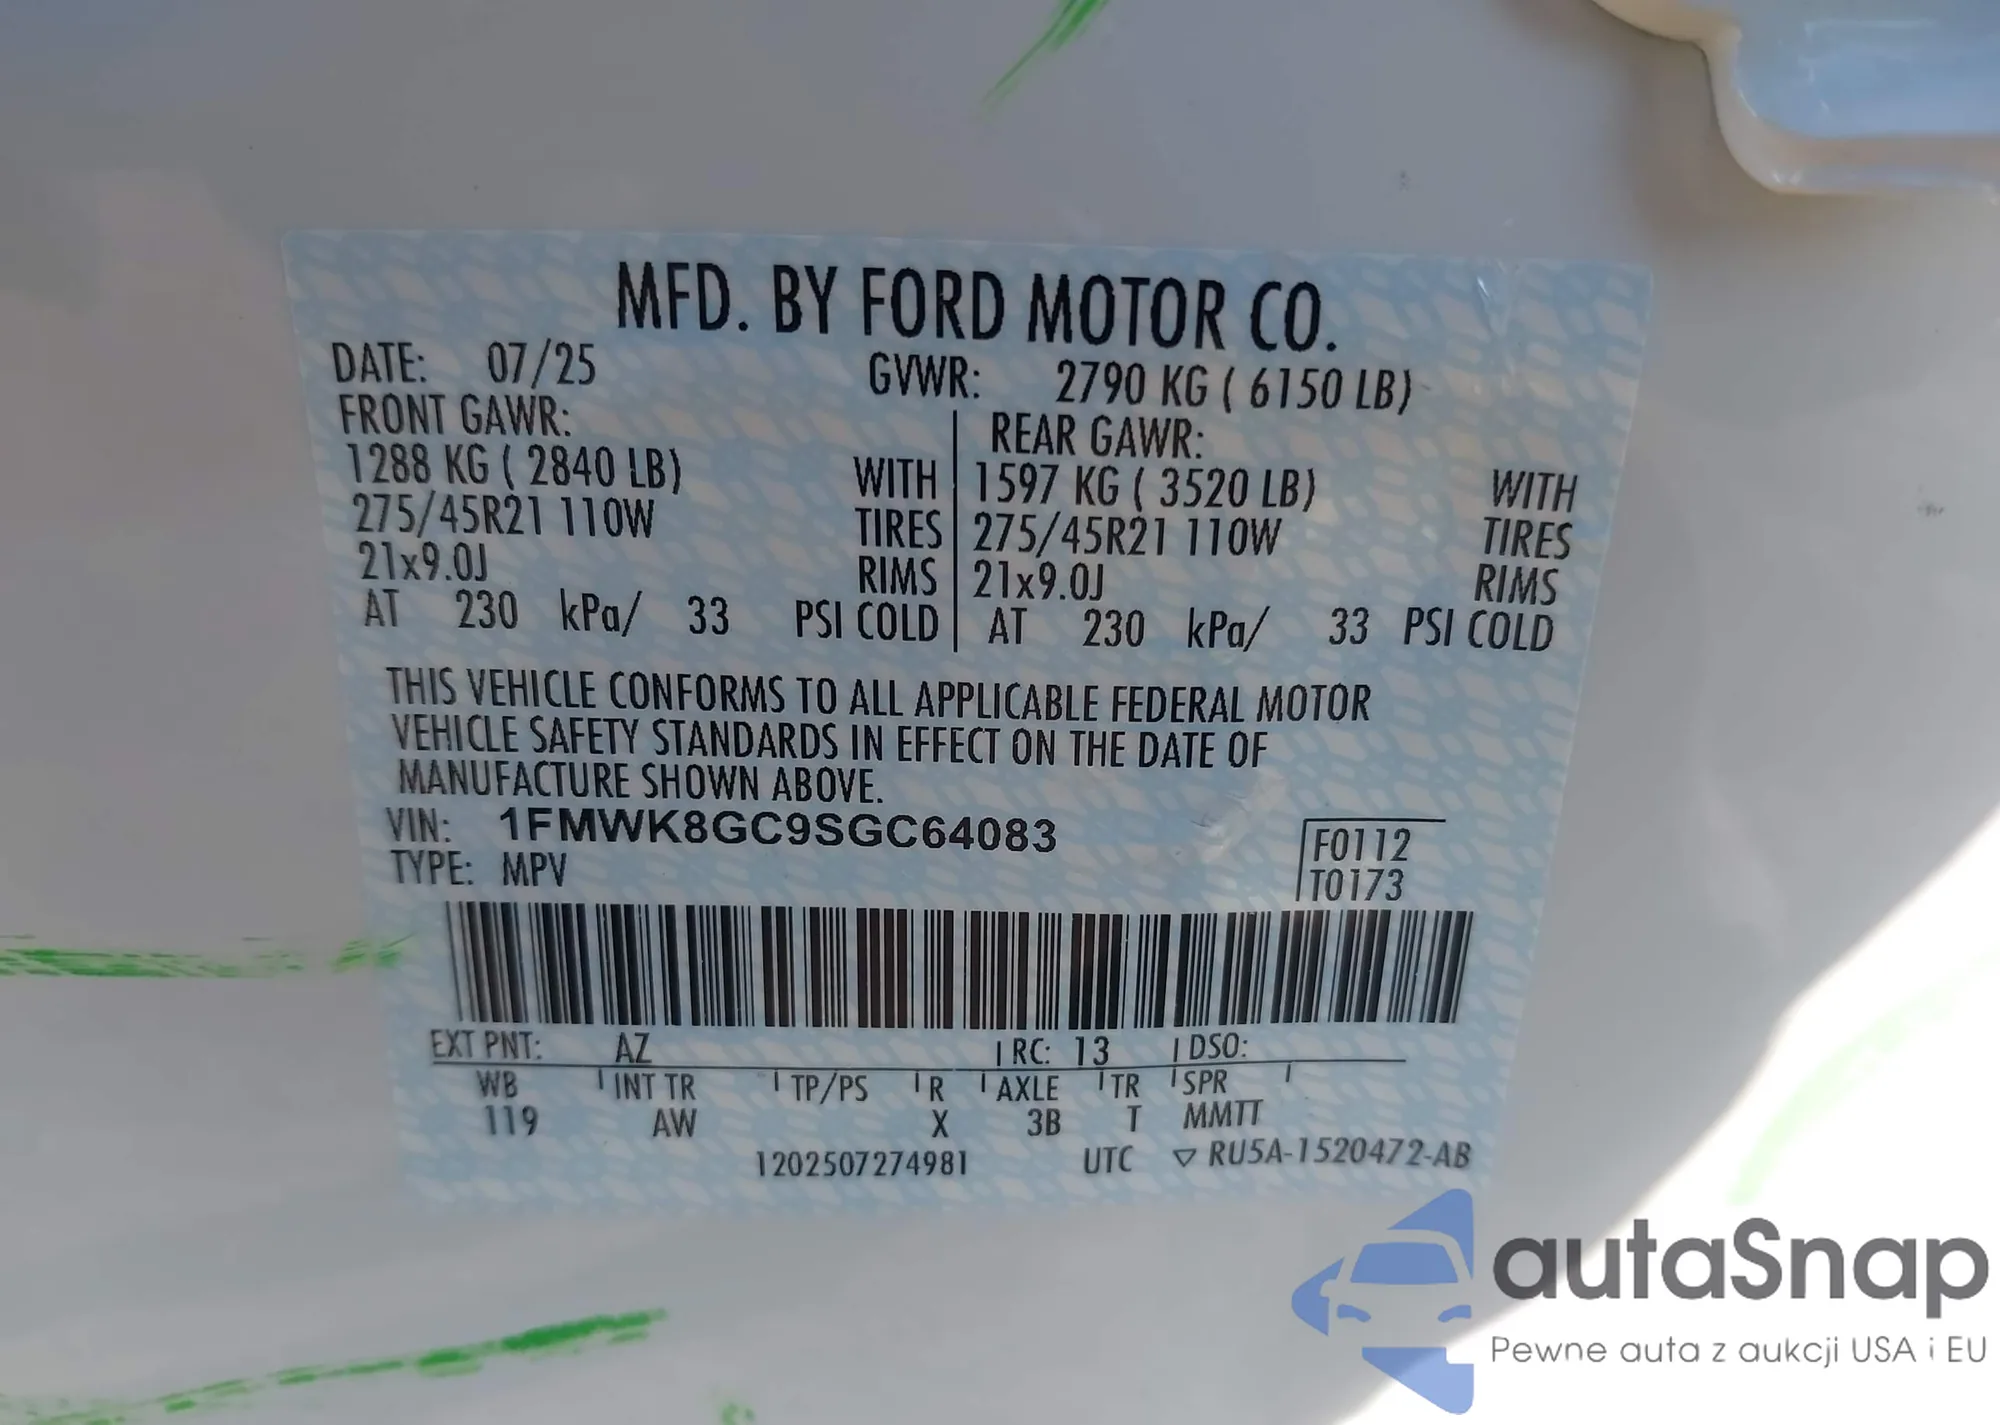 MFD. BY FORD MOTOR CO.
DATE: 07/25 GVWR: 2790 KG ( 6150 LB)
FRONT GAWR: REAR GAWR:
1288 KG ( 2840 LB) WITH 1597 KG ( 3520 LB) WITH
275/45R21 110W TIRES 275/45R21 110W TIRES
21x9.0J RIMS 21x9.0J RIMS
AT 230 kPa/ 33 PSI COLD AT 230 kPa/ 33 PSI COLD
THIS VEHICLE CONFORMS TO ALL APPLICABLE FEDERAL MOTOR
VEHICLE SAFETY STANDARDS IN EFFECT ON THE DATE OF
MANUFACTURE SHOWN ABOVE.
VIN: 1FMWK8GC9SGC64083
TYPE: MPV
F0112
T0173
EXT PNT: AZ RC: 13 DSO:
WB INT TR TP/PS R AXLE TR SPR
119 AW X 3B T MMTT
1202507274981 UTC ▽ RU5A-1520472-AB
autaSnap
Pewne auta z aukcji USA i EU